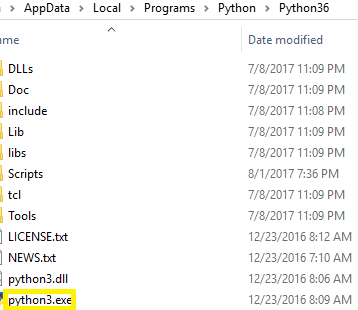 AppData > Local > Programs > Python > Python36
ame
Date modified
DLLs 7/8/2017 11:09 PM
Doc 7/8/2017 11:09 PM
include 7/8/2017 11:08 PM
Lib 7/8/2017 11:09 PM
libs 7/8/2017 11:09 PM
Scripts 8/1/2017 7:36 PM
tcl 7/8/2017 11:09 PM
Tools 7/8/2017 11:09 PM
LICENSE.txt 12/23/2016 8:12 AM
NEWS.txt 12/23/2016 7:10 AM
python3.dll 12/23/2016 8:06 AM
python3.exe 12/23/2016 8:09 AM